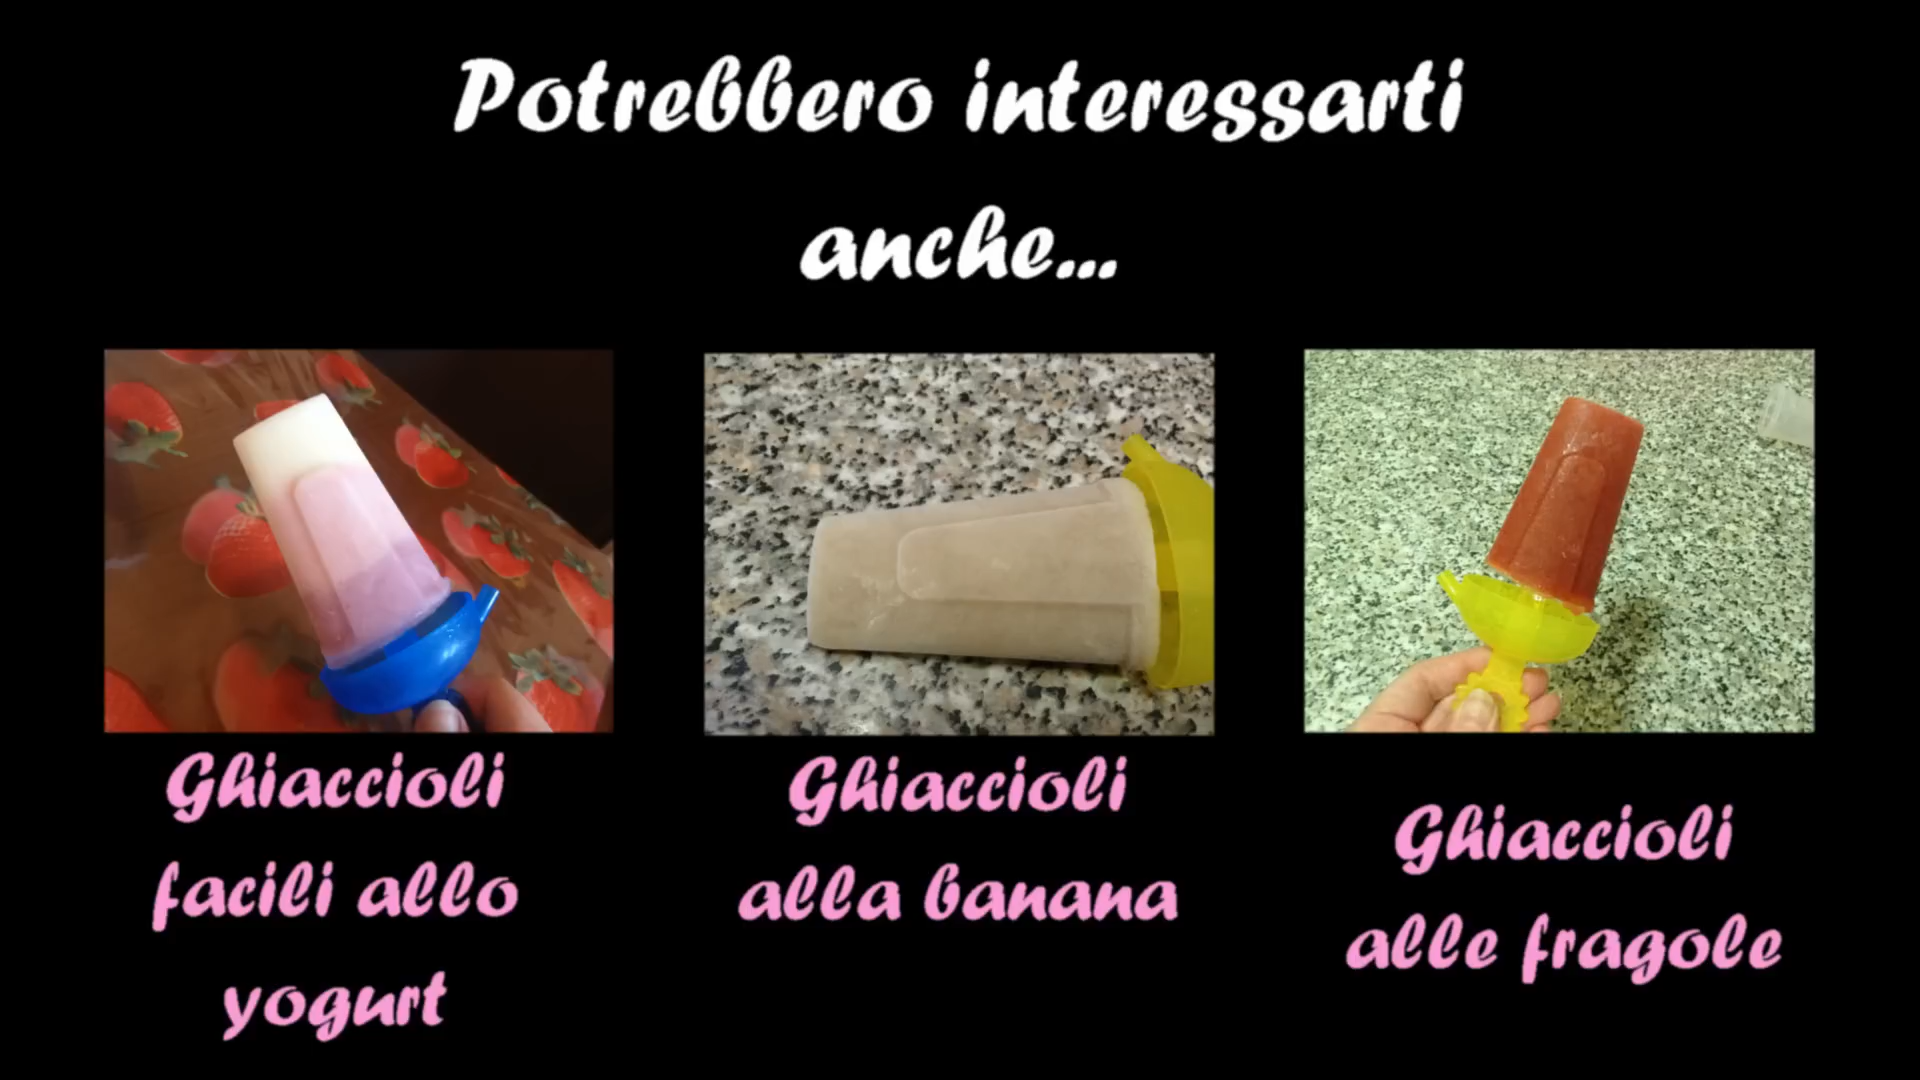 Potrebbero interessarti
anche...
Ghiaccioli
facili allo
yogurt
Ghiaccioli
alla banana
Ghiaccioli
alle fragole